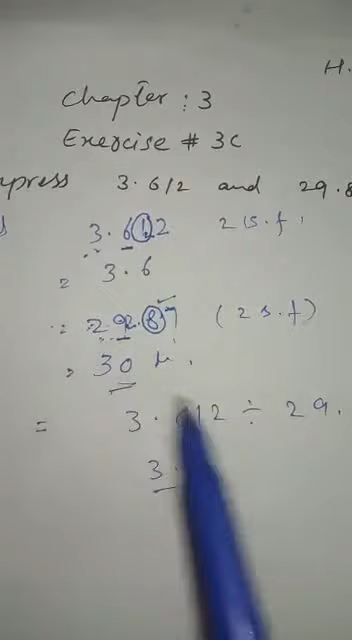 H.
Chapter : 3
Exercise # 3c
press 3.612 and 29.8
3.612 2 s.f.
= 3.6
= 29.87 (2 s.f)
= 30
= 3. 12 ÷ 29.
3.